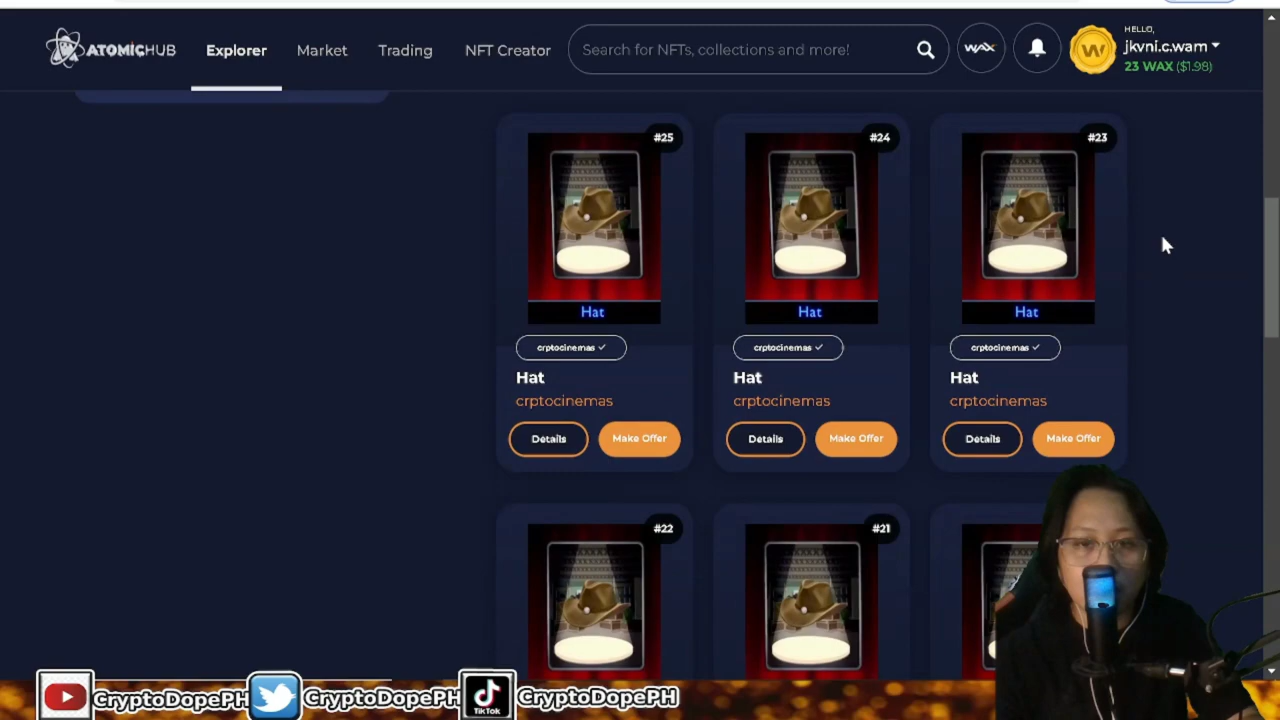 ATOMICHUB
Explorer
Market
Trading
NFT Creator
Search for NFTs, collections and more!
WAX
W
HELLO,
jkvni.c.wam
23 WAX ($1.98)
#25
#24
#23
Hat
Hat
Hat
crptocinemas
crptocinemas
crptocinemas
Hat
Hat
Hat
crptocinemas
crptocinemas
crptocinemas
Details
Make Offer
Details
Make Offer
Details
Make Offer
#22
#21
CryptoDopePH
CryptoDopePH
TikTok
CryptoDopePH